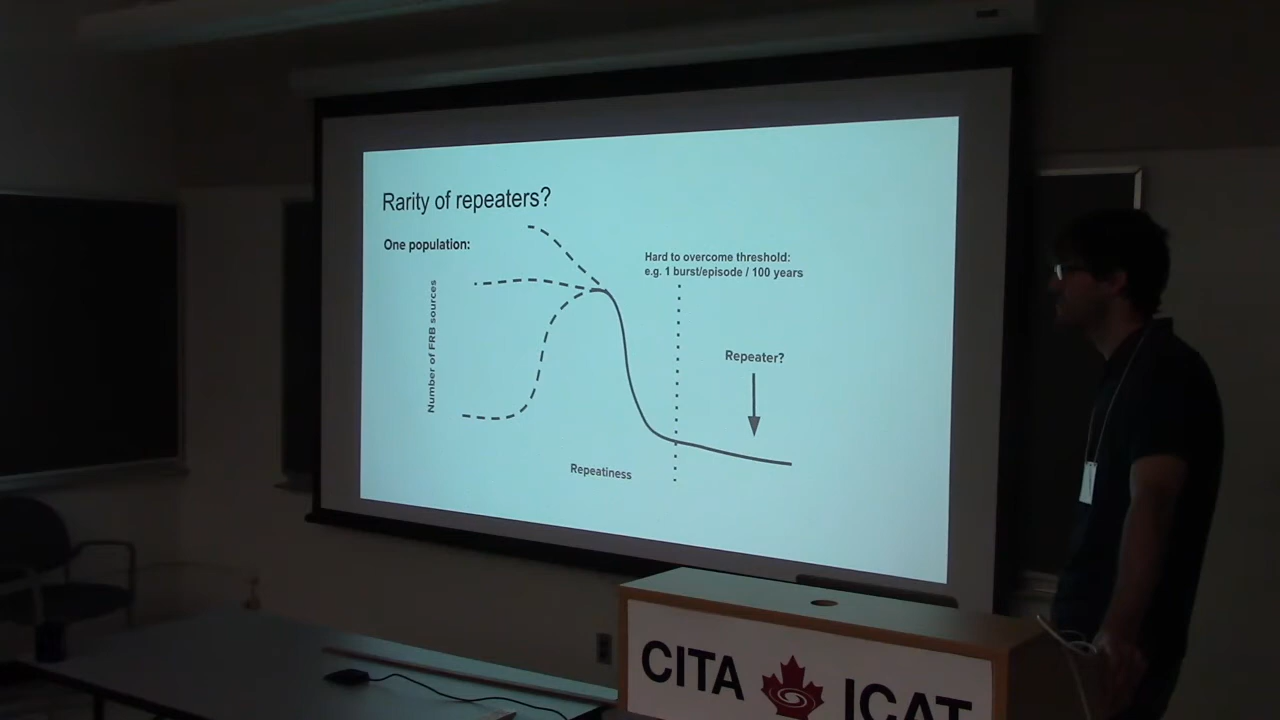 Rarity of repeaters?
One population:
Hard to overcome threshold:
e.g. 1 burst/episode / 100 years
Number of FRB sources
Repeater?
Repeatiness
CITA ICAT